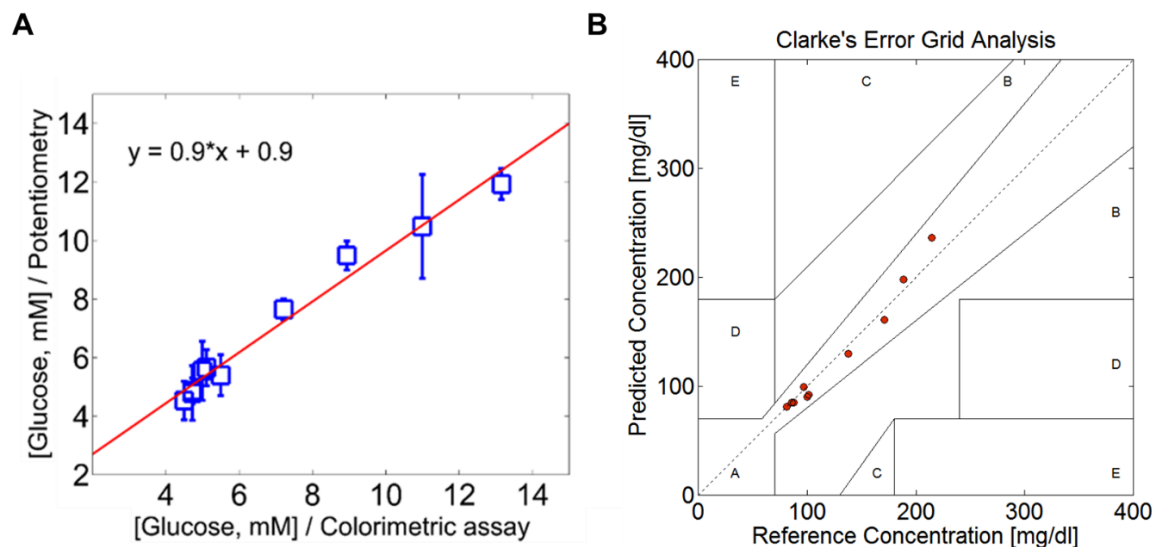 A
[Glucose, mM] / Potentiometry
14
12
10
8
6
4
2
y = 0.9*x + 0.9
4 6 8 10 12 14
[Glucose, mM] / Colorimetric assay
B
Clarke's Error Grid Analysis
Predicted Concentration [mg/dl]
400
300
200
100
0
E C B
B
D
D
A C E
0 100 200 300 400
Reference Concentration [mg/dl]